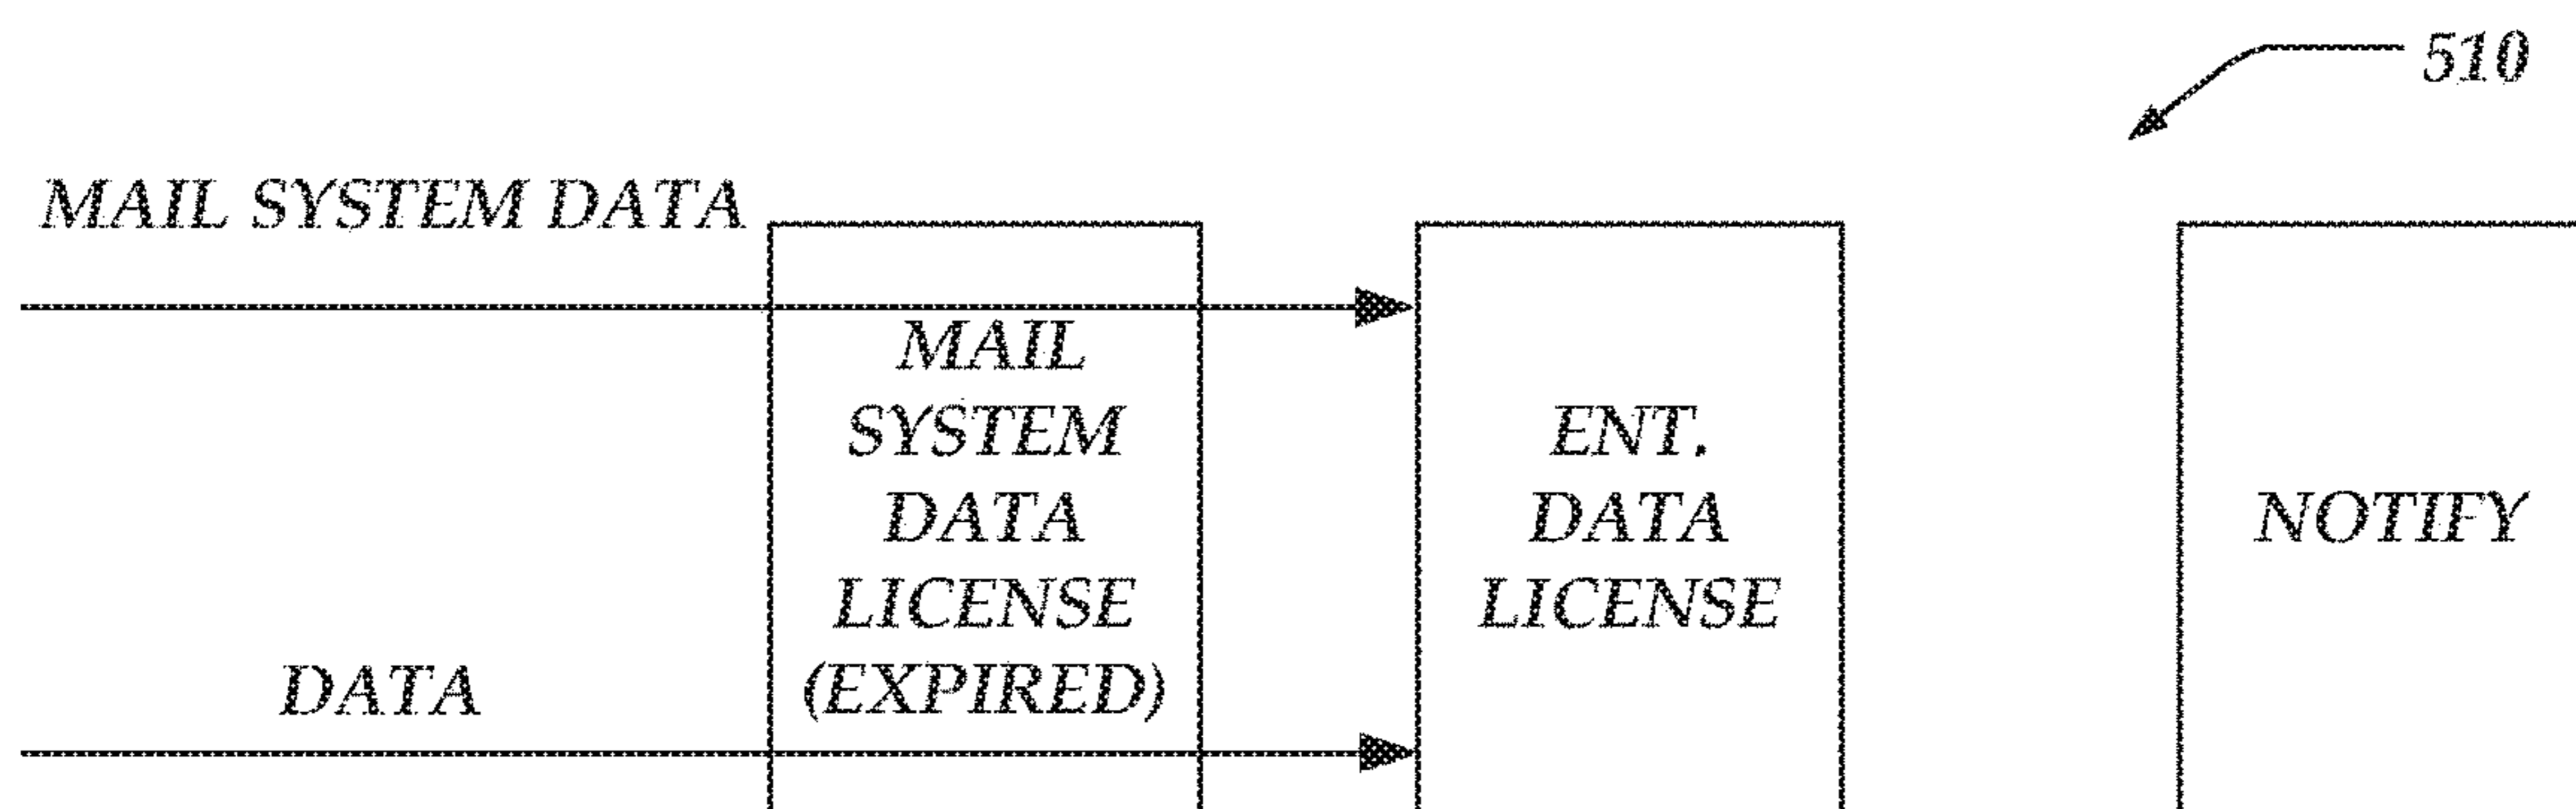 510
MAIL SYSTEM DATA
MAIL
SYSTEM
DATA
LICENSE
(EXPIRED)
ENT.
DATA
LICENSE
NOTIFY
DATA